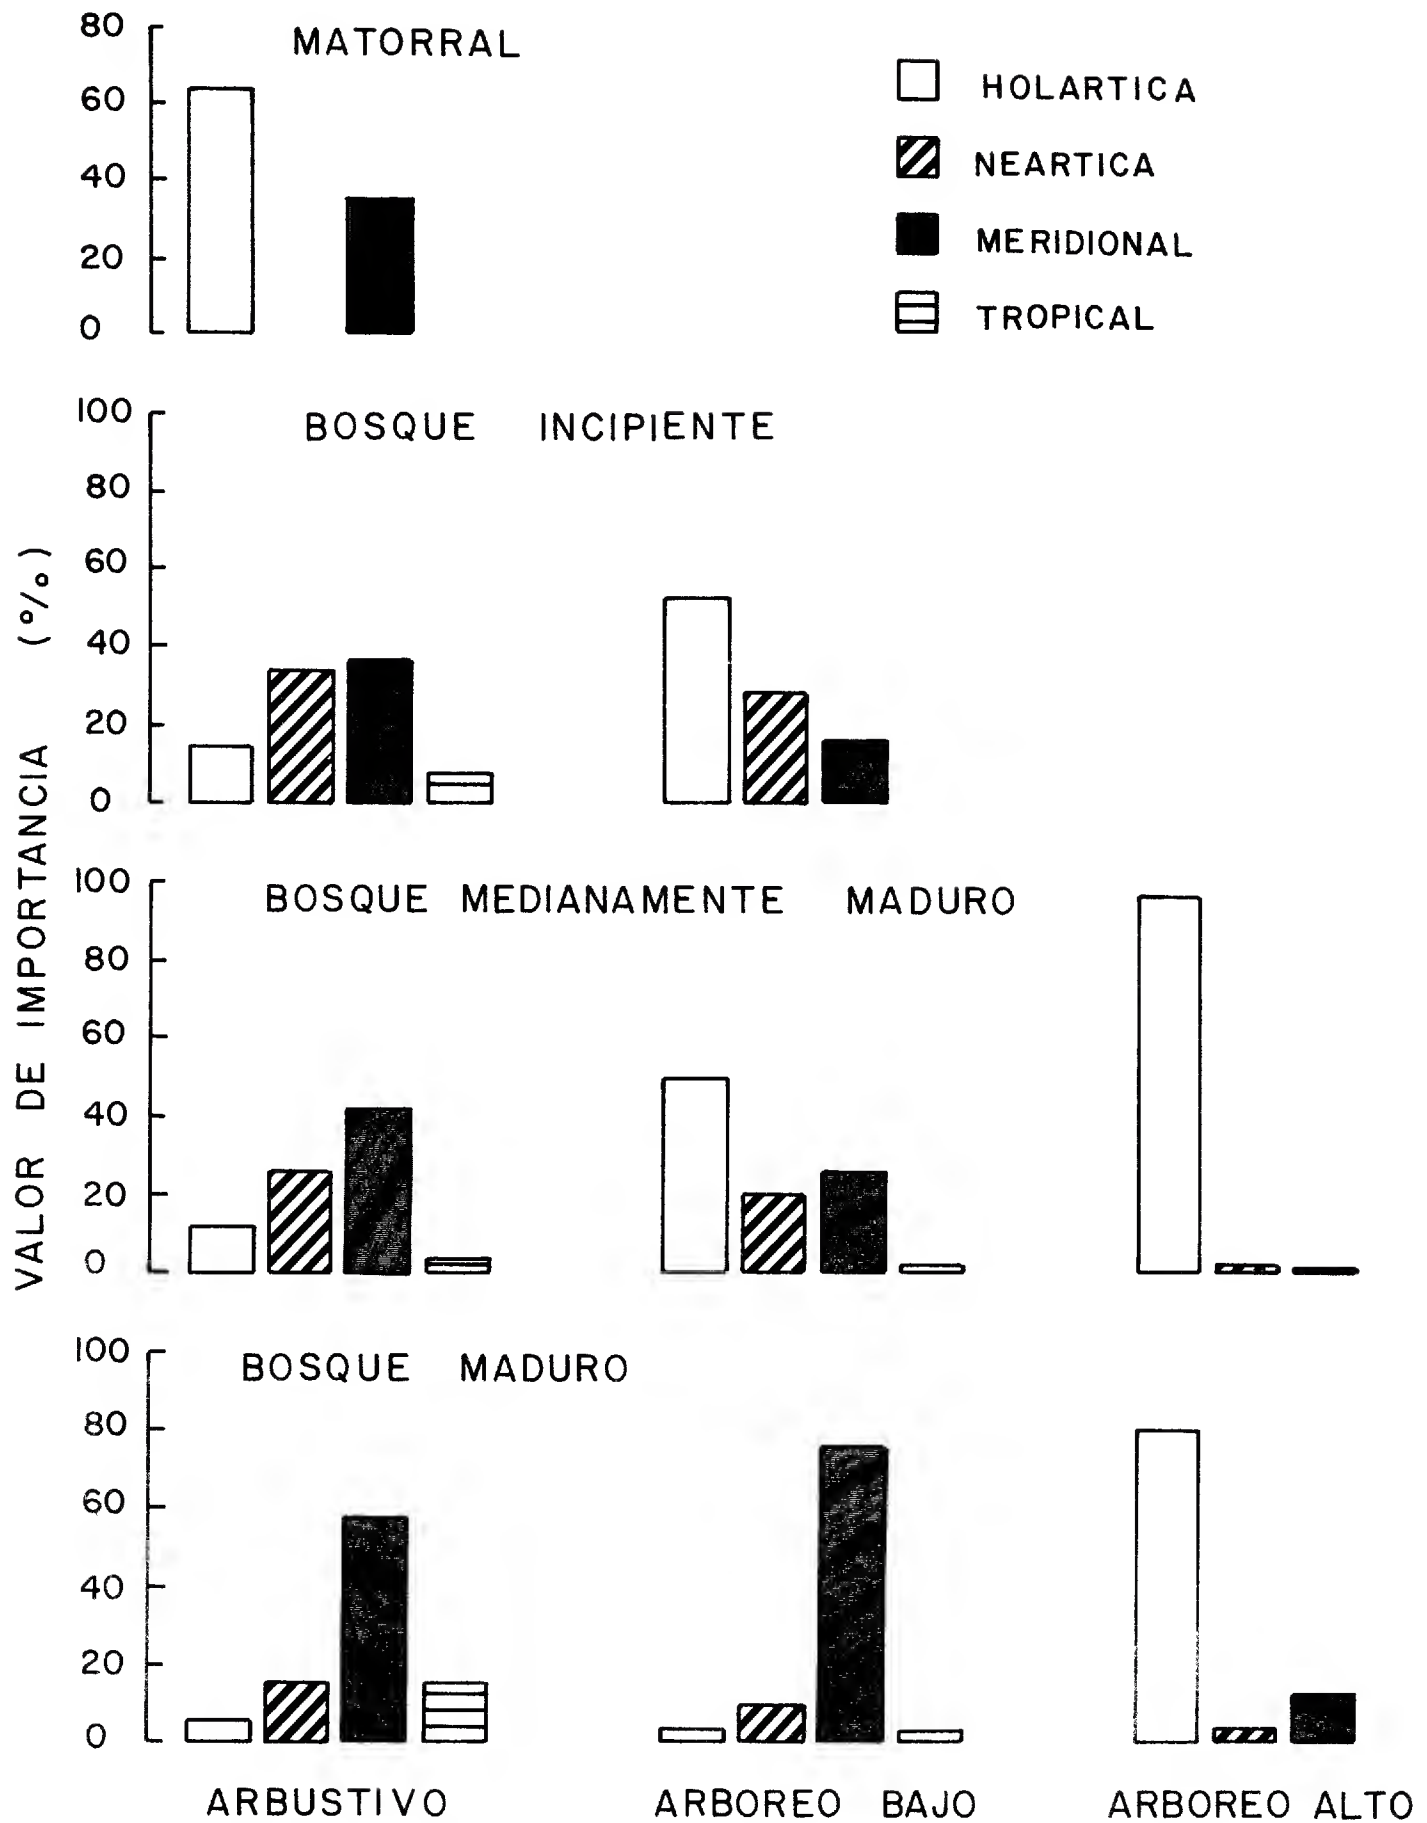 80
MATORRAL
60
40
20
0
HOLARTICA
NEARTICA
MERIDIONAL
TROPICAL
VALOR DE IMPORTANCIA (%)
100
BOSQUE INCIPIENTE
80
60
40
20
0
100
BOSQUE MEDIANAMENTE MADURO
80
60
40
20
0
100
BOSQUE MADURO
80
60
40
20
0
ARBUSTIVO
ARBOREO BAJO
ARBOREO ALTO